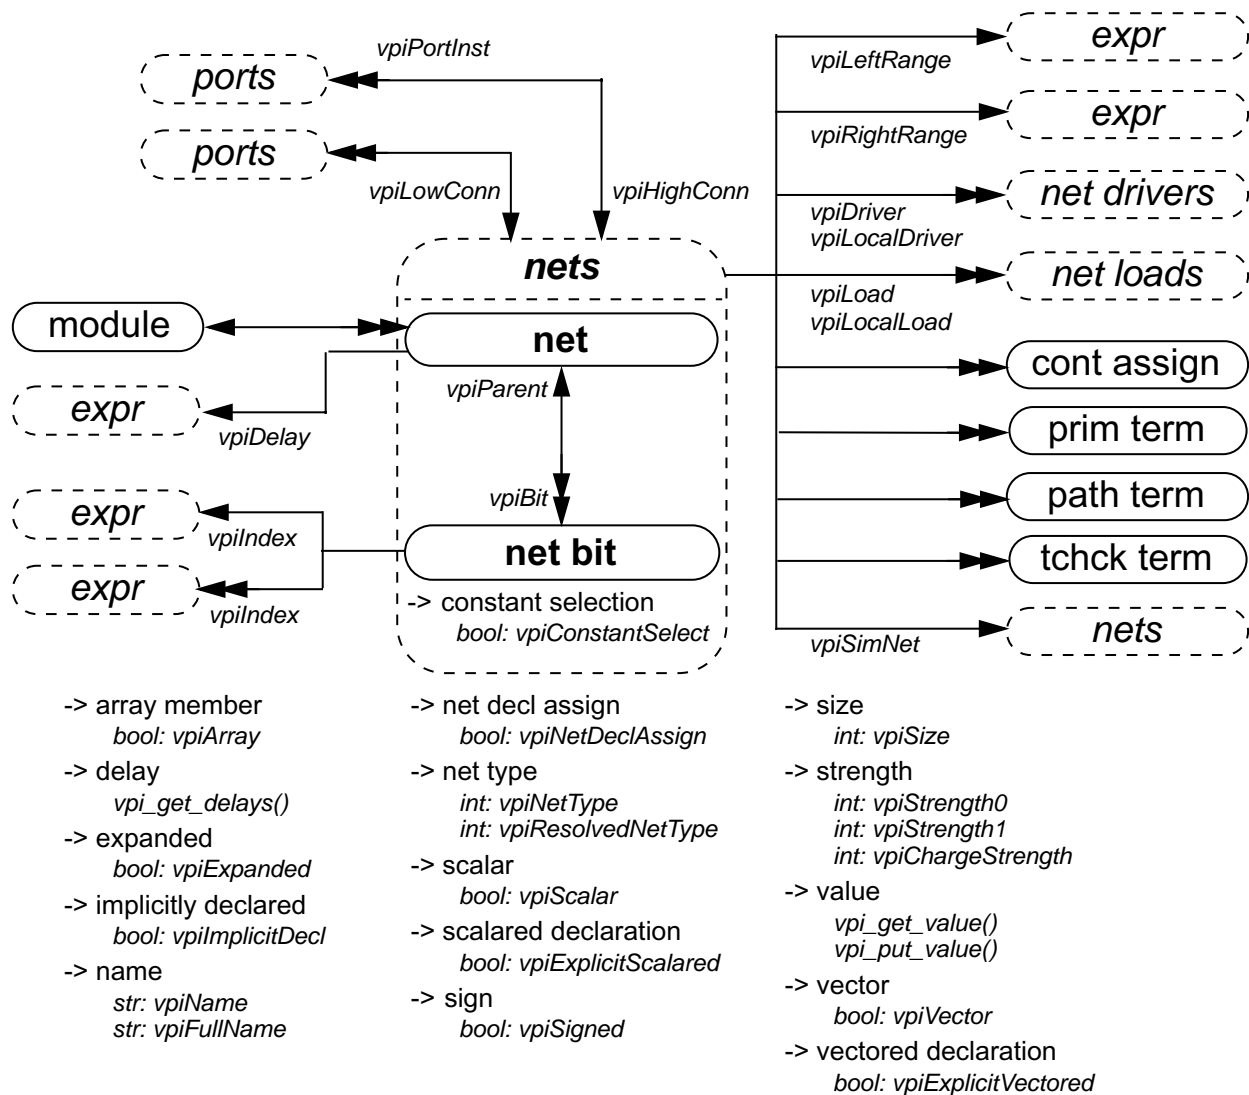 vpiPortInst
ports
ports
vpiLowConn
vpiHighConn
nets
module
net
vpiParent
expr
vpiDelay
vpiBit
expr
vpiIndex
net bit
expr
vpiIndex
-> constant selection
bool: vpiConstantSelect
expr
vpiLeftRange
expr
vpiRightRange
net drivers
vpiDriver
vpiLocalDriver
net loads
vpiLoad
vpiLocalLoad
cont assign
prim term
path term
tchck term
nets
vpiSimNet
-> array member
bool: vpiArray
-> delay
vpi_get_delays()
-> expanded
bool: vpiExpanded
-> implicitly declared
bool: vpiImplicitDecl
-> name
str: vpiName
str: vpiFullName
-> net decl assign
bool: vpiNetDeclAssign
-> net type
int: vpiNetType
int: vpiResolvedNetType
-> scalar
bool: vpiScalar
-> scalared declaration
bool: vpiExplicitScalared
-> sign
bool: vpiSigned
-> size
int: vpiSize
-> strength
int: vpiStrength0
int: vpiStrength1
int: vpiChargeStrength
-> value
vpi_get_value()
vpi_put_value()
-> vector
bool: vpiVector
-> vectored declaration
bool: vpiExplicitVectored